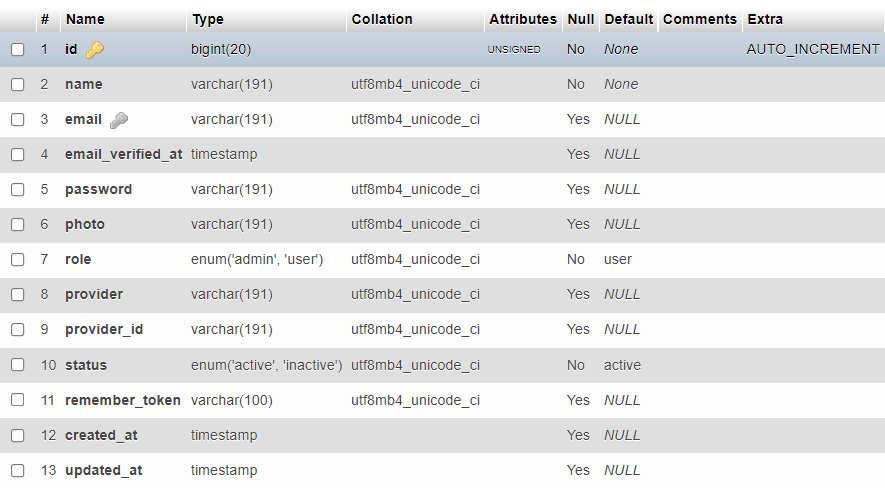 # Name Type Collation Attributes Null Default Comments Extra
1 id bigint(20) UNSIGNED No None AUTO_INCREMENT
2 name varchar(191) utf8mb4_unicode_ci No None
3 email varchar(191) utf8mb4_unicode_ci Yes NULL
4 email_verified_at timestamp Yes NULL
5 password varchar(191) utf8mb4_unicode_ci Yes NULL
6 photo varchar(191) utf8mb4_unicode_ci Yes NULL
7 role enum('admin', 'user') utf8mb4_unicode_ci No user
8 provider varchar(191) utf8mb4_unicode_ci Yes NULL
9 provider_id varchar(191) utf8mb4_unicode_ci Yes NULL
10 status enum('active', 'inactive') utf8mb4_unicode_ci No active
11 remember_token varchar(100) utf8mb4_unicode_ci Yes NULL
12 created_at timestamp Yes NULL
13 updated_at timestamp Yes NULL